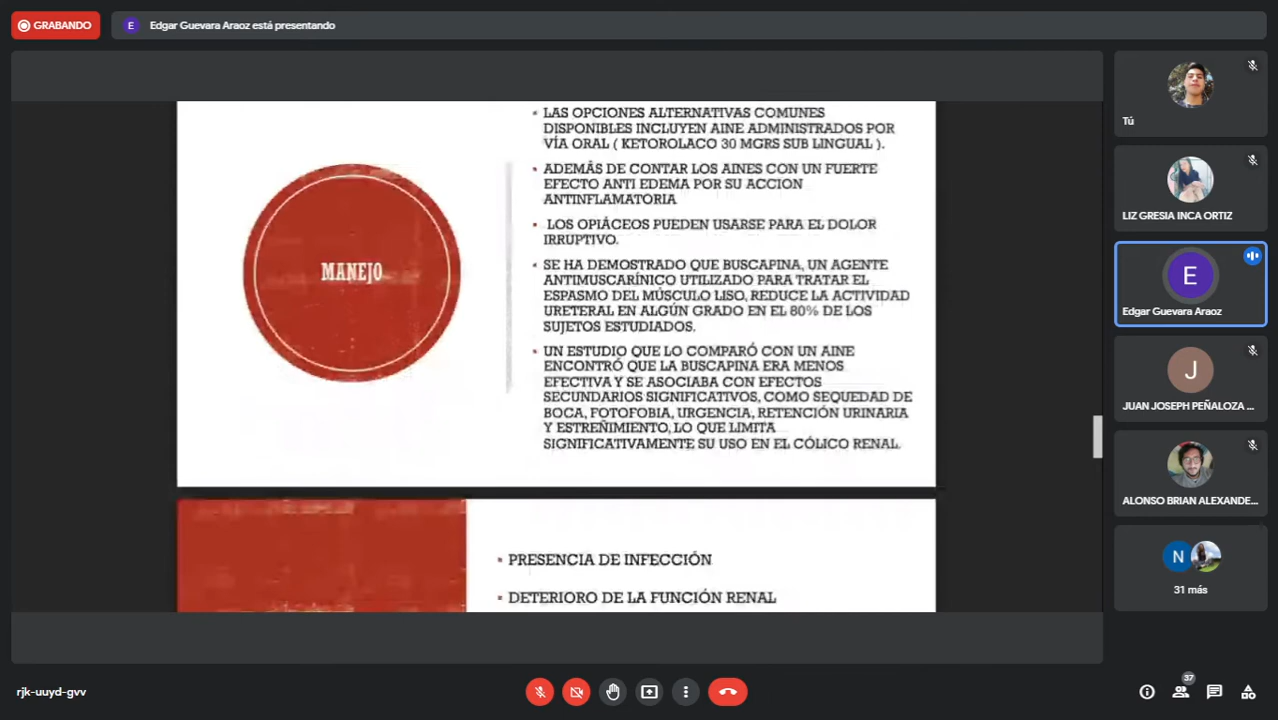 GRABANDO
E
Edgar Guevara Araoz está presentando
MANEJO
▪ LAS OPCIONES ALTERNATIVAS COMUNES
DISPONIBLES INCLUYEN AINE ADMINISTRADOS POR
VÍA ORAL ( KETOROLACO 30 MGRS SUB LINGUAL ).
▪ ADEMÁS DE CONTAR LOS AINES CON UN FUERTE
EFECTO ANTI EDEMA POR SU ACCION
ANTINFLAMATORIA
▪ LOS OPIÁCEOS PUEDEN USARSE PARA EL DOLOR
IRRUPTIVO.
▪ SE HA DEMOSTRADO QUE BUSCAPINA, UN AGENTE
ANTIMUSCARÍNICO UTILIZADO PARA TRATAR EL
ESPASMO DEL MÚSCULO LISO, REDUCE LA ACTIVIDAD
URETERAL EN ALGÚN GRADO EN EL 80% DE LOS
SUJETOS ESTUDIADOS.
▪ UN ESTUDIO QUE LO COMPARÓ CON UN AINE
ENCONTRÓ QUE LA BUSCAPINA ERA MENOS
EFECTIVA Y SE ASOCIABA CON EFECTOS
SECUNDARIOS SIGNIFICATIVOS, COMO SEQUEDAD DE
BOCA, FOTOFOBIA, URGENCIA, RETENCIÓN URINARIA
Y ESTREÑIMIENTO, LO QUE LIMITA
SIGNIFICATIVAMENTE SU USO EN EL CÓLICO RENAL.
▪ PRESENCIA DE INFECCIÓN
▪ DETERIORO DE LA FUNCIÓN RENAL
Tú
LIZ GRESIA INCA ORTIZ
E
Edgar Guevara Araoz
J
JUAN JOSEPH PEÑALOZA ...
ALONSO BRIAN ALEXANDE...
N
31 más
rjk-uuyd-gvv
37